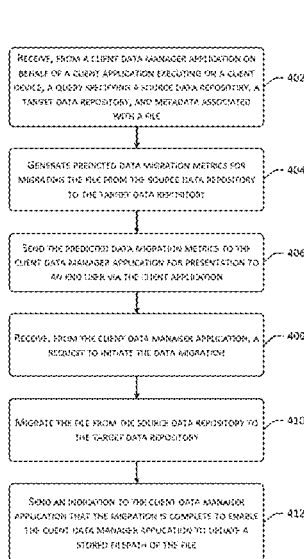 RECEIVE, FROM A CLIENT DATA MANAGER APPLICATION ON
BEHALF OF A CLIENT APPLICATION EXECUTING ON A CLIENT
DEVICE, A QUERY SPECIFYING A SOURCE DATA REPOSITORY, A
TARGET DATA REPOSITORY, AND METADATA ASSOCIATED
WITH A FILE
402
GENERATE PREDICTED DATA MIGRATION METRICS FOR
MIGRATING THE FILE FROM THE SOURCE DATA REPOSITORY
TO THE TARGET DATA REPOSITORY
404
SEND THE PREDICTED DATA MIGRATION METRICS TO THE
CLIENT DATA MANAGER APPLICATION FOR PRESENTATION TO
AN END USER VIA THE CLIENT APPLICATION
406
RECEIVE, FROM THE CLIENT DATA MANAGER APPLICATION, A
REQUEST TO INITIATE THE DATA MIGRATION
408
MIGRATE THE FILE FROM THE SOURCE DATA REPOSITORY TO
THE TARGET DATA REPOSITORY
410
SEND AN INDICATION TO THE CLIENT DATA MANAGER
APPLICATION THAT THE MIGRATION IS COMPLETE TO ENABLE
THE CLIENT DATA MANAGER APPLICATION TO UPDATE A
STORED FILEPATH OF THE FILE
412